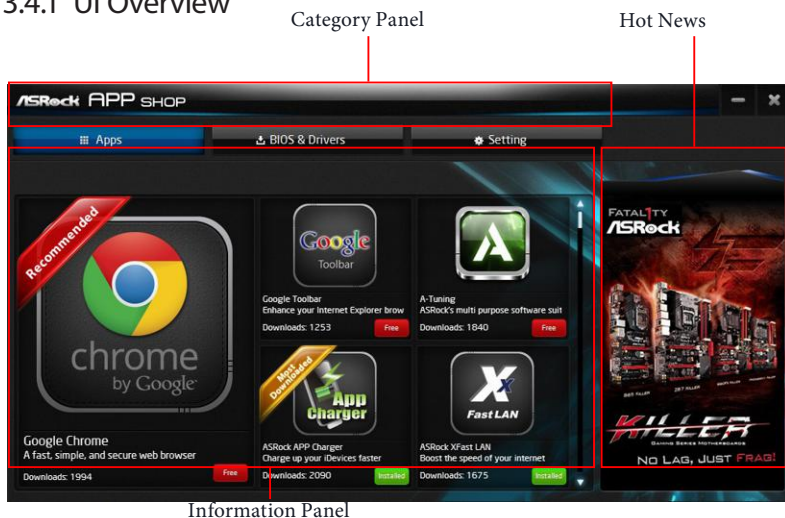 3.4.1 UI Overview
Category Panel
Hot News
ASRock APP SHOP
Apps
BIOS & Drivers
Setting
Recommended
chrome
by Google
Google Chrome
A fast, simple, and secure web browser
Downloads: 1994
Free
Google
Toolbar
Google Toolbar
Enhance your Internet Explorer brow
Downloads: 1253
Free
A-Tuning
ASRock's multi purpose software suit
Downloads: 1840
Free
Most
Downloaded
App
Charger
ASRock APP Charger
Charge up your iDevices faster
Downloads: 2090
Installed
X
Fast LAN
ASRock XFast LAN
Boost the speed of your internet
Downloads: 1675
Installed
FATAL1TY
ASRock
KILLER
GAMING SERIES MOTHERBOARDS
NO LAG, JUST FRAG!
Information Panel